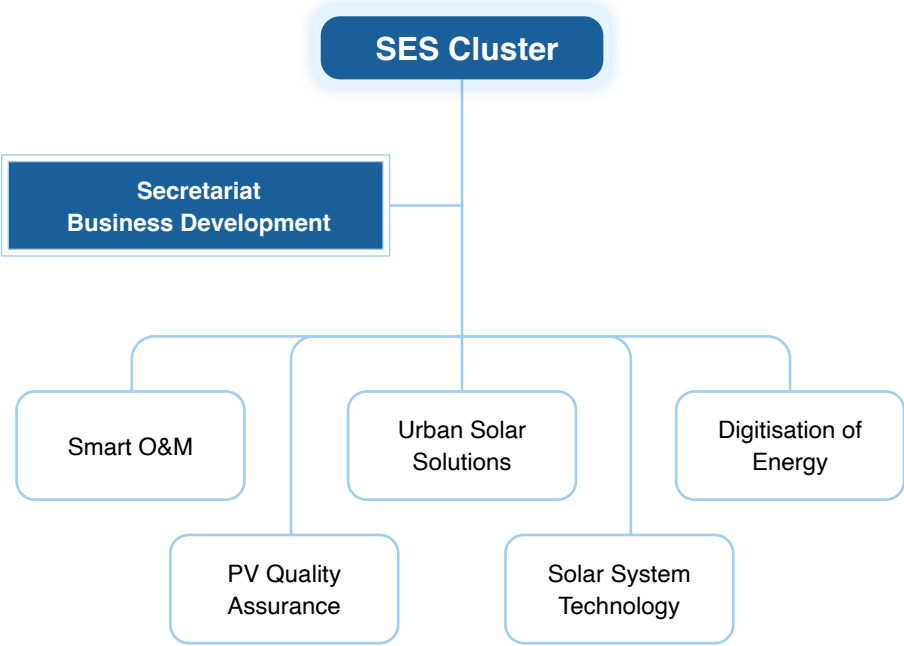 SES Cluster
Secretariat
Business Development
Smart O&M
Urban Solar
Solutions
Digitisation of
Energy
PV Quality
Assurance
Solar System
Technology